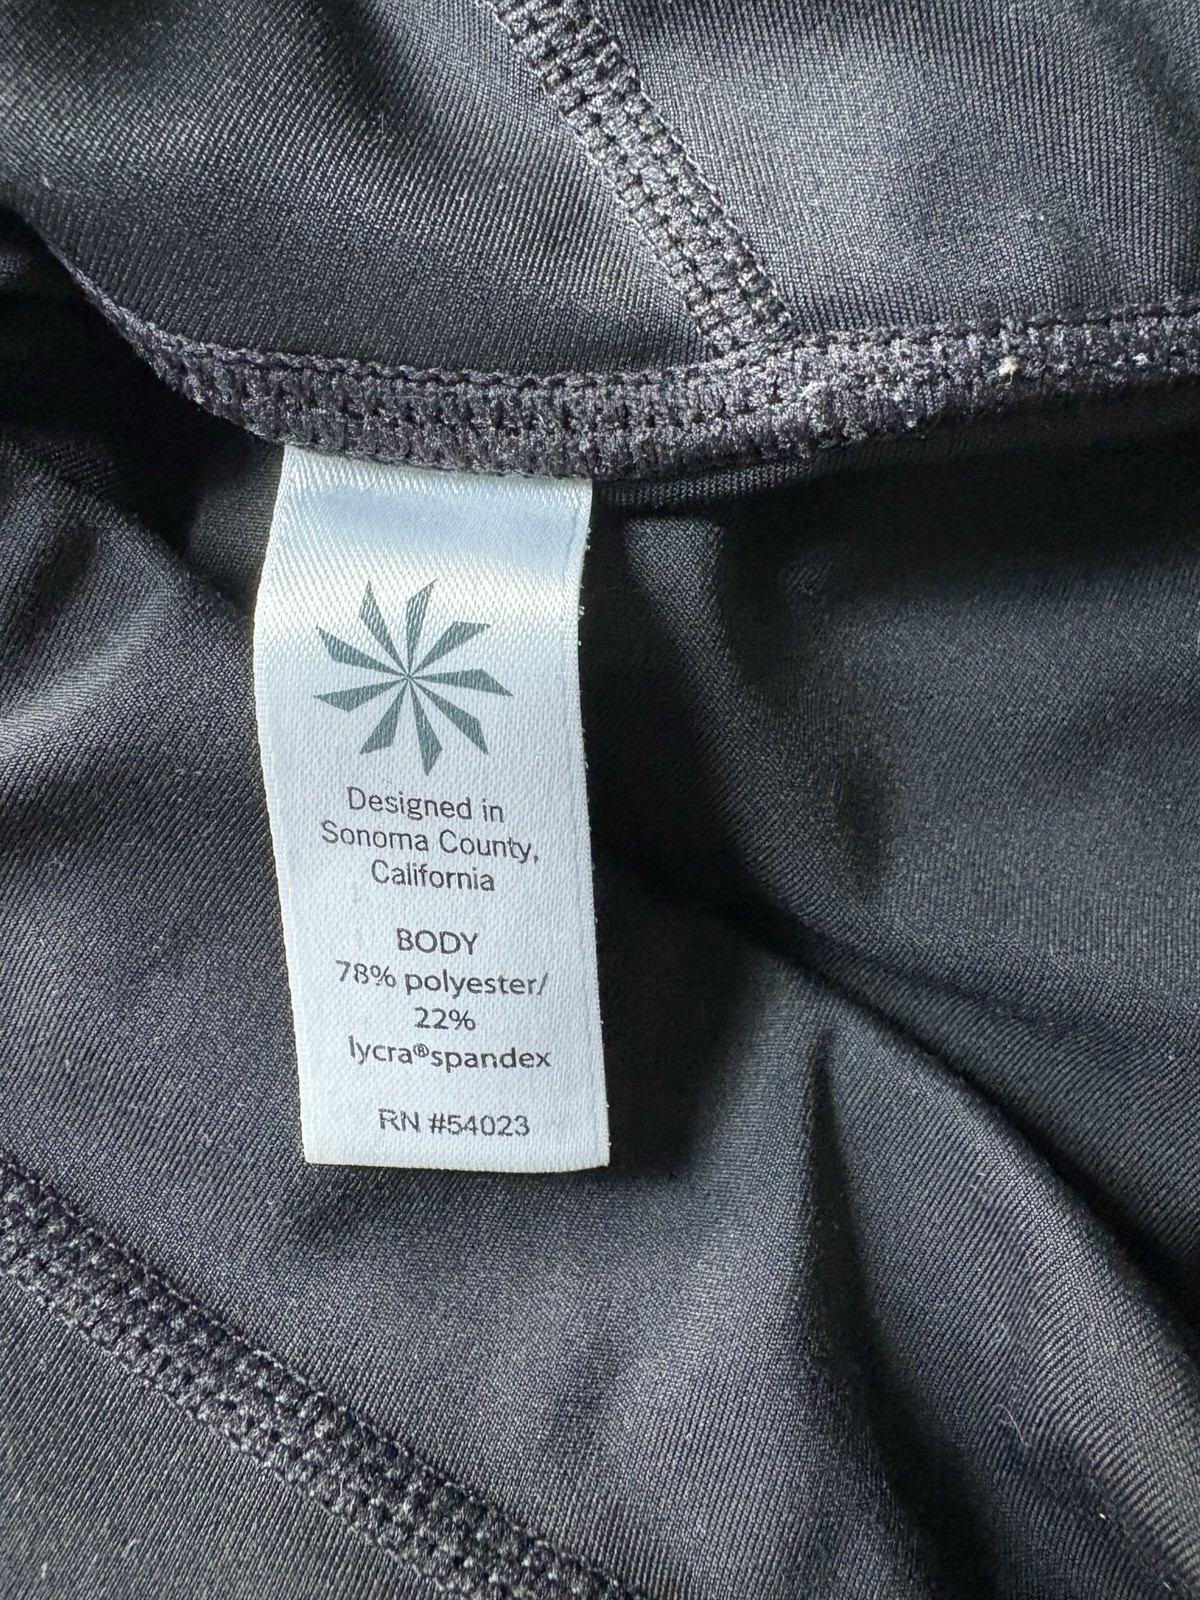 Designed in
Sonoma County,
California
BODY
78% polyester/
22%
lycra®spandex
RN #54023